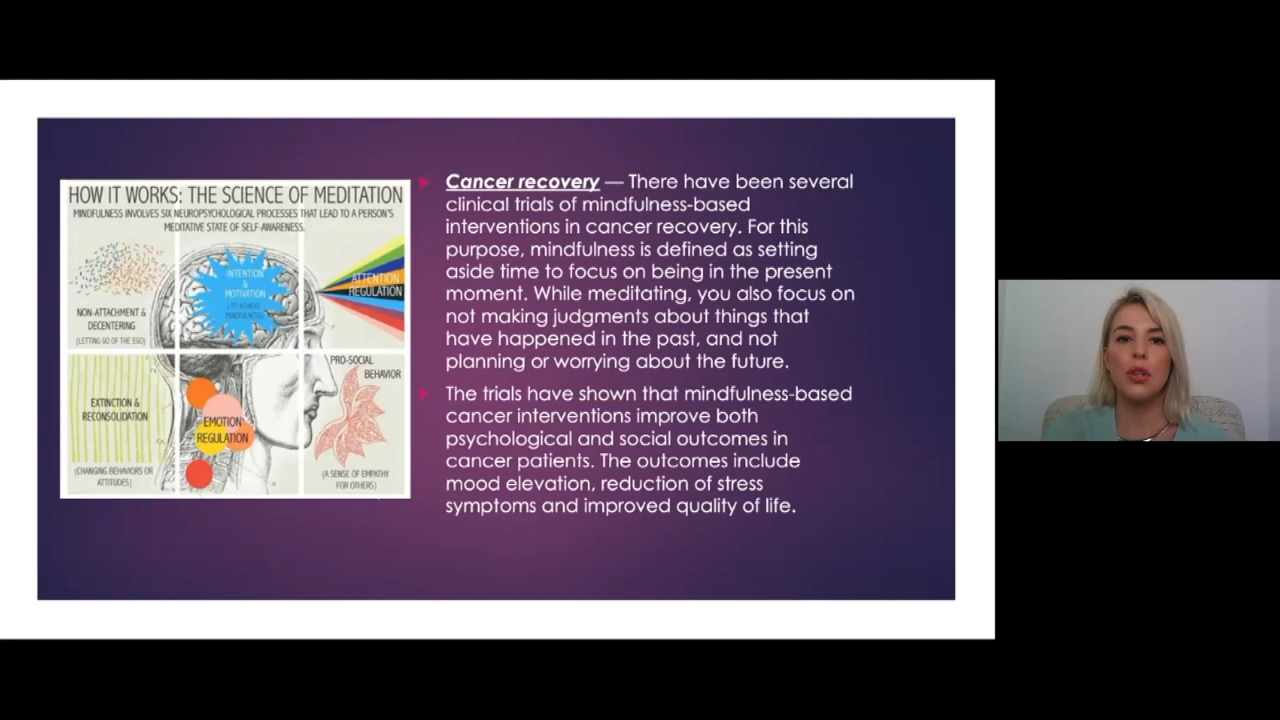 HOW IT WORKS: THE SCIENCE OF MEDITATION
MINDFULNESS INVOLVES SIX NEUROPSYCHOLOGICAL PROCESSES THAT LEAD TO A PERSON'S
MEDITATIVE STATE OF SELF-AWARENESS.
NON-ATTACHMENT &
DECENTERING
(LETTING GO OF THE EGO)
INTENTION
&
MOTIVATION
(TO ACHIEVE
MINDFULNESS)
ATTENTION
REGULATION
EXTINCTION &
RECONSOLIDATION
(CHANGING BEHAVIORS OR
ATTITUDES)
EMOTION
REGULATION
PRO-SOCIAL
BEHAVIOR
(A SENSE OF EMPATHY
FOR OTHERS)
Cancer recovery — There have been several
clinical trials of mindfulness-based
interventions in cancer recovery. For this
purpose, mindfulness is defined as setting
aside time to focus on being in the present
moment. While meditating, you also focus on
not making judgments about things that
have happened in the past, and not
planning or worrying about the future.
The trials have shown that mindfulness-based
cancer interventions improve both
psychological and social outcomes in
cancer patients. The outcomes include
mood elevation, reduction of stress
symptoms and improved quality of life.